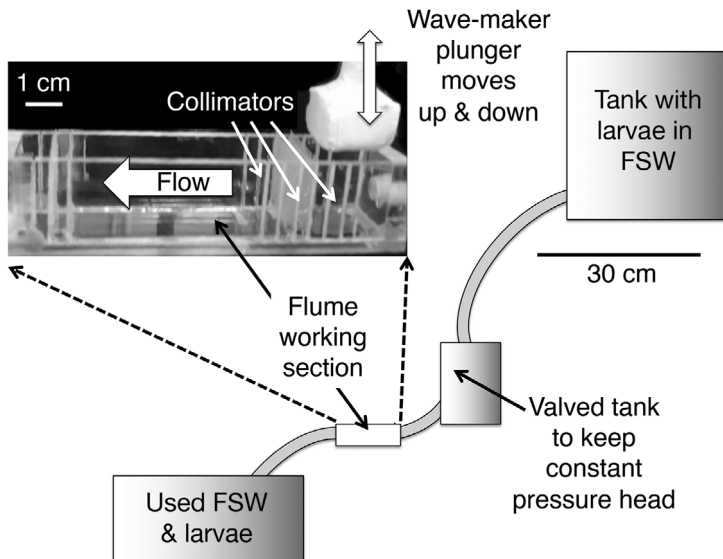 Wave-maker
plunger
moves
up & down
1 cm
Collimators
Flow
Tank with
larvae in
FSW
30 cm
Flume
working
section
Valved tank
to keep
constant
pressure head
Used FSW
& larvae